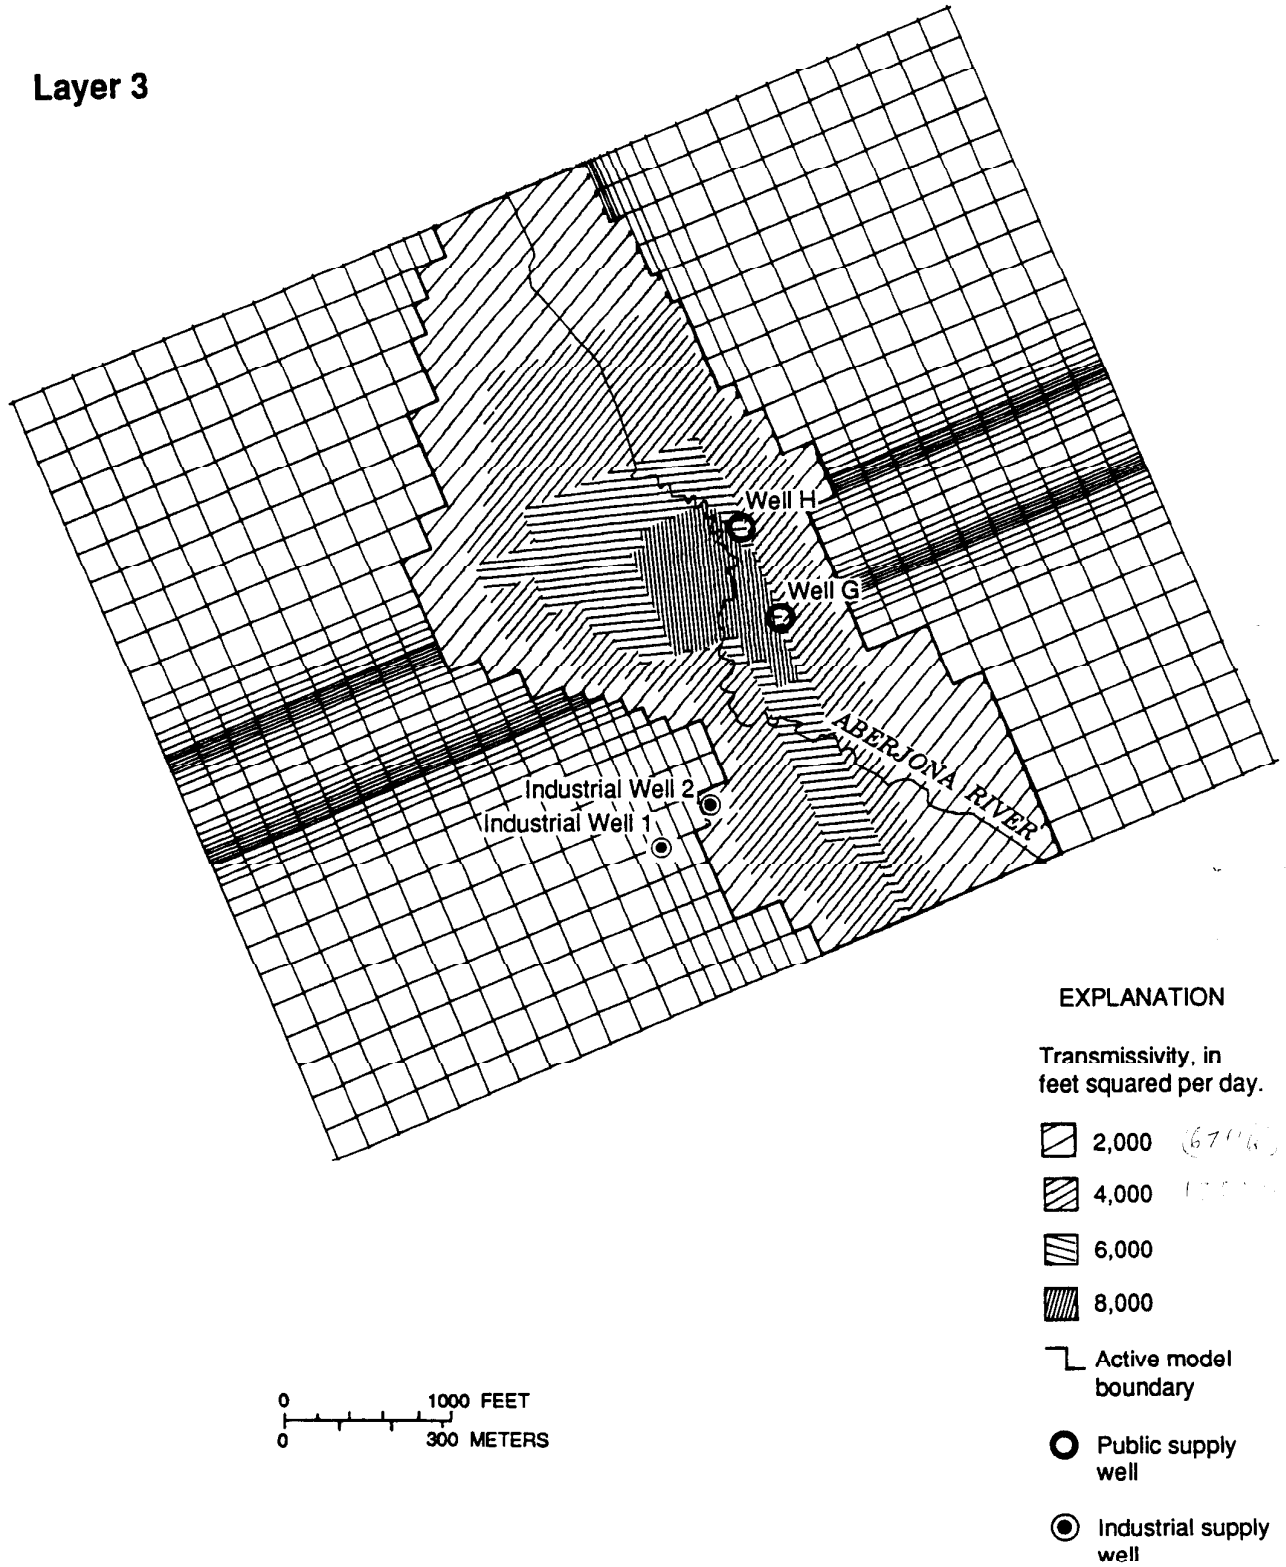 Layer 3
Well H
Well G
ABERJONA RIVER
Industrial Well 2
Industrial Well 1
EXPLANATION
Transmissivity, in
feet squared per day.
2,000
4,000
6,000
8,000
Active model
boundary
Public supply
well
Industrial supply
well
0 1000 FEET
0 300 METERS